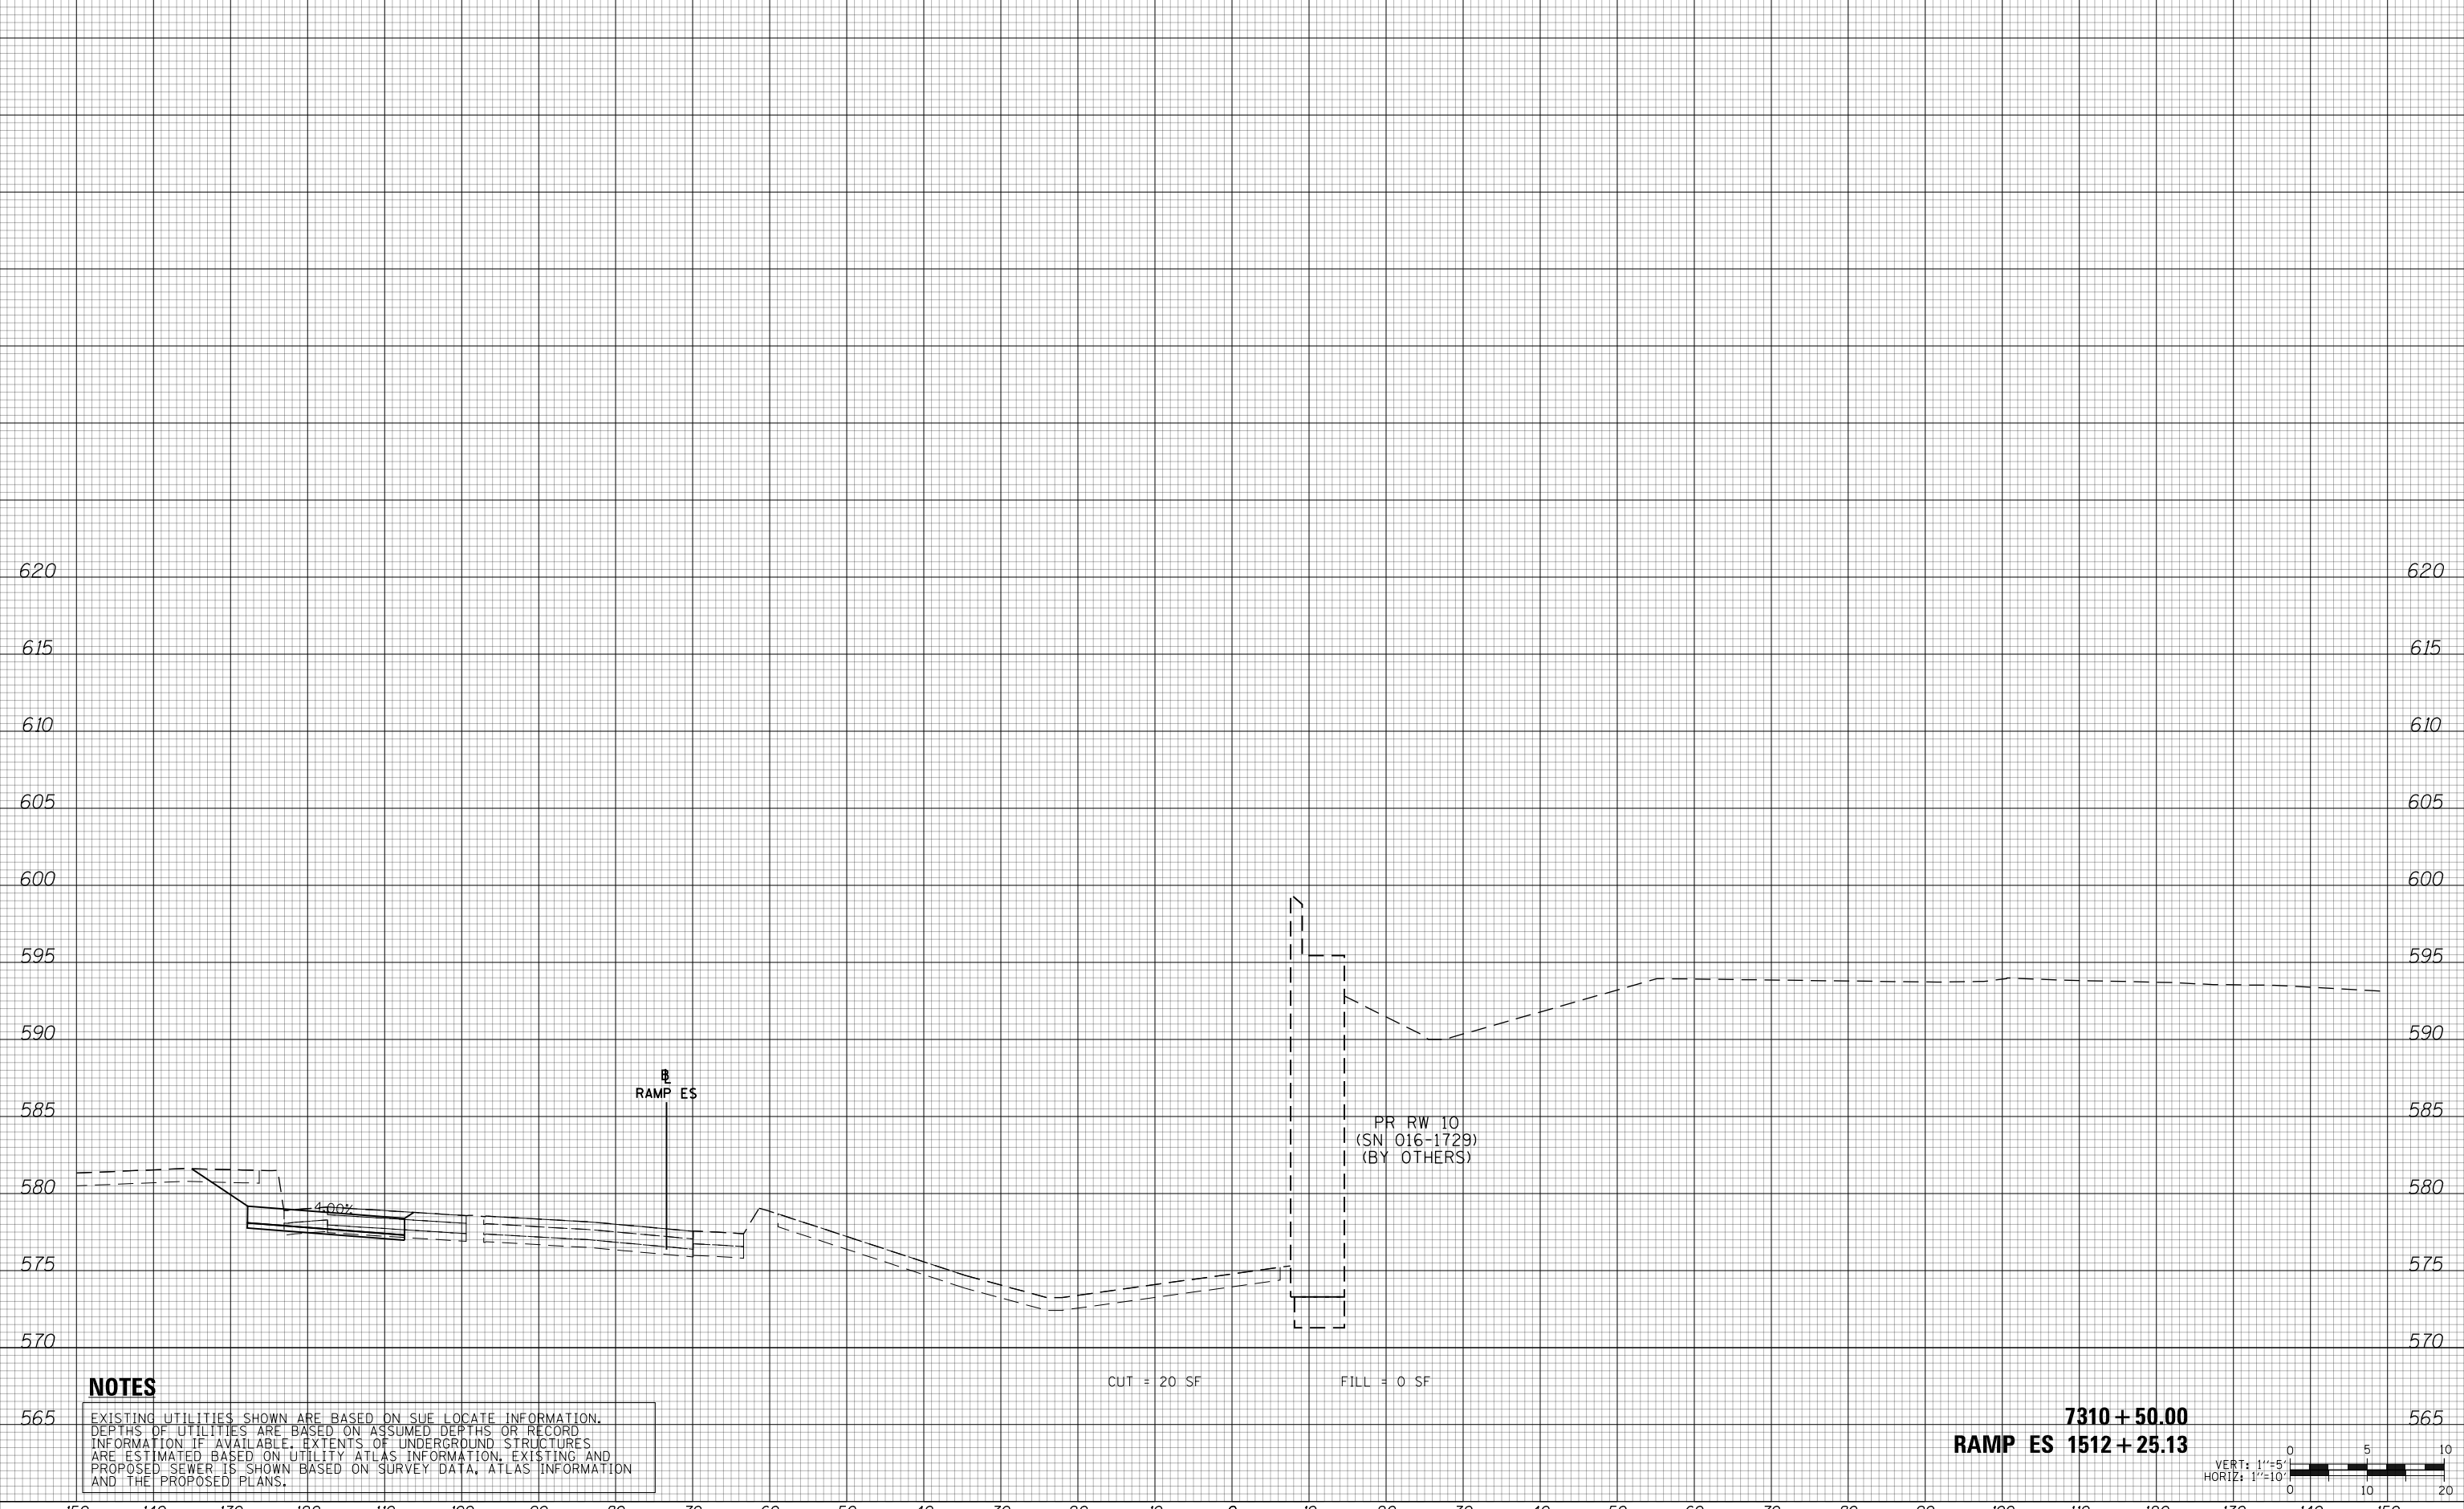 620 620
615 615
610 610
605 605
600 600
595 595
590 590
585 585
580 580
575 575
570 570
565 565
BL
RAMP ES
PR RW 10
(SN 016-1729)
(BY OTHERS)
4.00%
CUT = 20 SF FILL = 0 SF
NOTES
EXISTING UTILITIES SHOWN ARE BASED ON SUE LOCATE INFORMATION.
DEPTHS OF UTILITIES ARE BASED ON ASSUMED DEPTHS OR RECORD
INFORMATION IF AVAILABLE. EXTENTS OF UNDERGROUND STRUCTURES
ARE ESTIMATED BASED ON UTILITY ATLAS INFORMATION. EXISTING AND
PROPOSED SEWER IS SHOWN BASED ON SURVEY DATA, ATLAS INFORMATION
AND THE PROPOSED PLANS.
7310+50.00
RAMP ES 1512+25.13
0 5 10
VERT: 1"=5'
HORIZ: 1"=10'
0 10 20